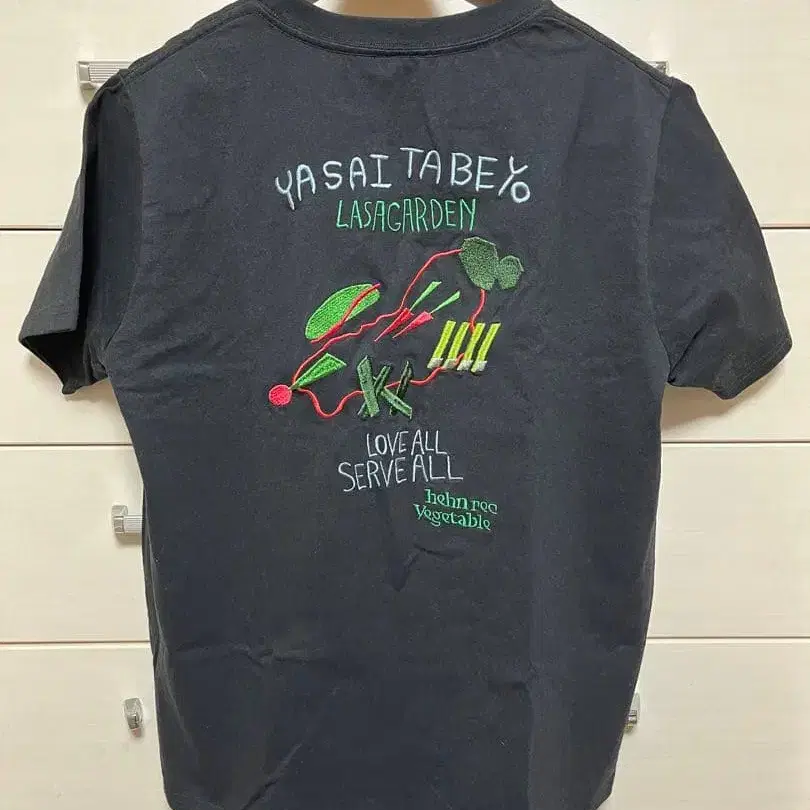 YASAI TABEYo
LASAGARDEN
LOVE ALL
SERVE ALL
hehn rec
Vegetable